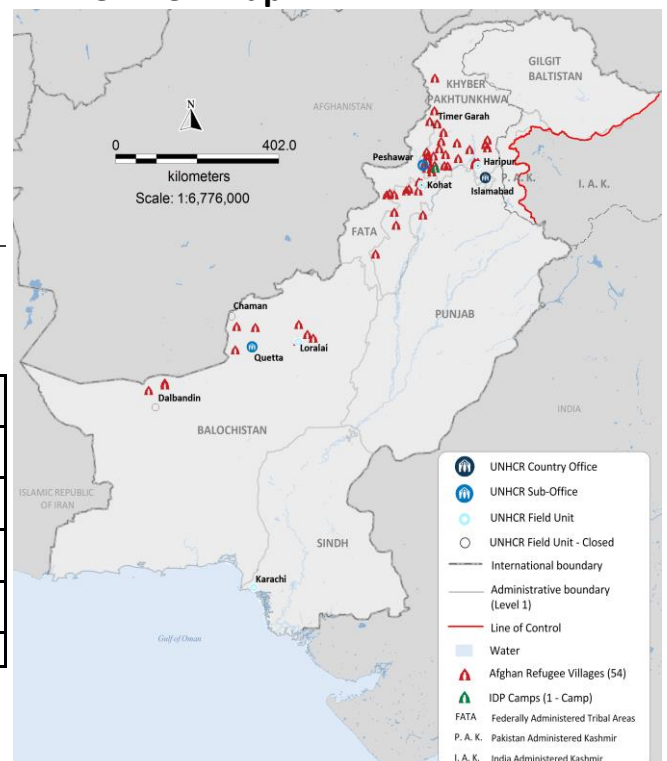 GILGIT
BALTISTAN
KHYBER
PAKHTUNKHWA
AFGHANISTAN
N
Timer Garah
0 402.0
kilometers
Scale: 1:6,776,000
Peshawar
Haripur
P. A. K.
I. A. K.
Kohat
Islamabad
FATA
PUNJAB
Chaman
Loralai
Quetta
Dalbandin
INDIA
BALOCHISTAN
ISLAMIC REPUBLIC
OF IRAN
SINDH
Karachi
Gulf of Oman
UNHCR Country Office
UNHCR Sub-Office
UNHCR Field Unit
UNHCR Field Unit - Closed
International boundary
Administrative boundary
(Level 1)
Line of Control
Water
Afghan Refugee Villages (54)
IDP Camps (1 - Camp)
FATA Federally Administered Tribal Areas
P. A. K. Pakistan Administered Kashmir
I. A. K. India Administered Kashmir